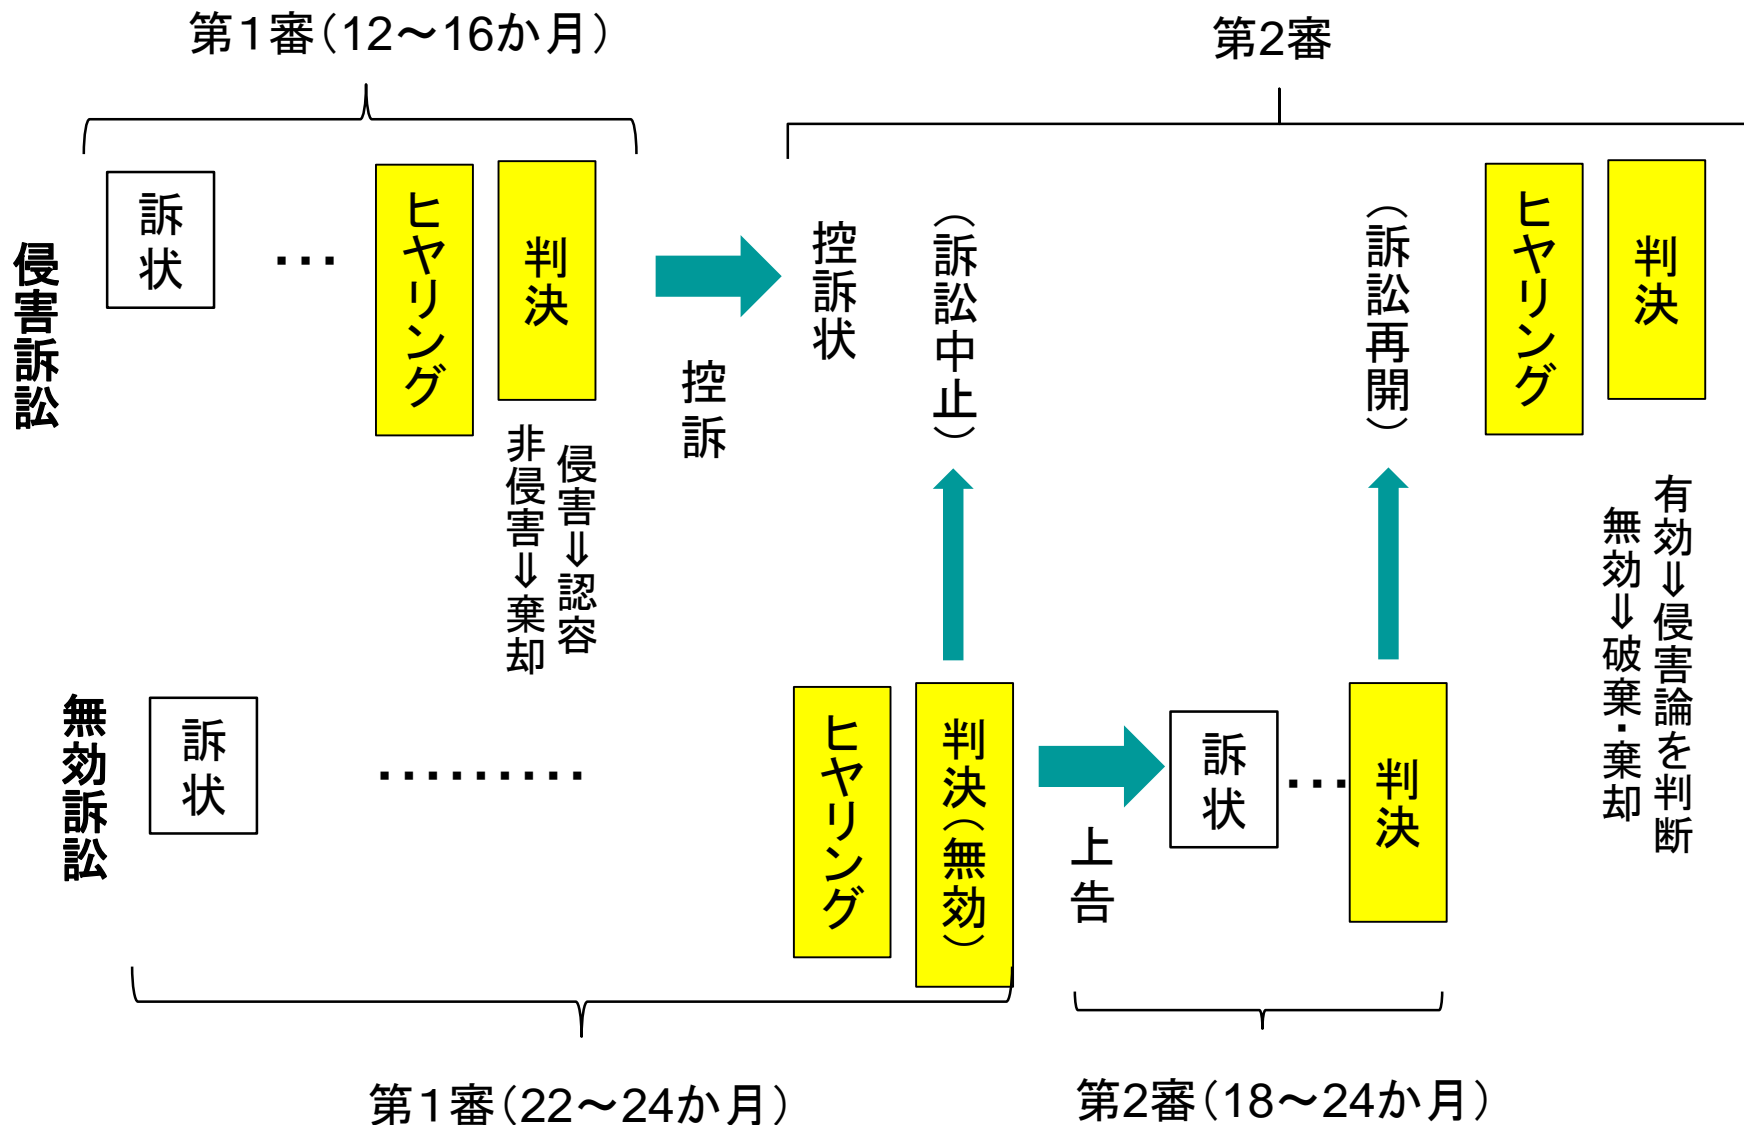 第1審(12～16か月)
第2審
侵害訴訟
訴状
…
ヒヤリング
判決
侵害⇒認容
非侵害⇒棄却
控訴
控訴状
(訴訟中止)
(訴訟再開)
ヒヤリング
判決
有効⇒侵害論を判断
無効⇒破棄・棄却
無効訴訟
訴状
………
ヒヤリング
判決(無効)
上告
訴状
…
判決
第1審(22～24か月)
第2審(18～24か月)